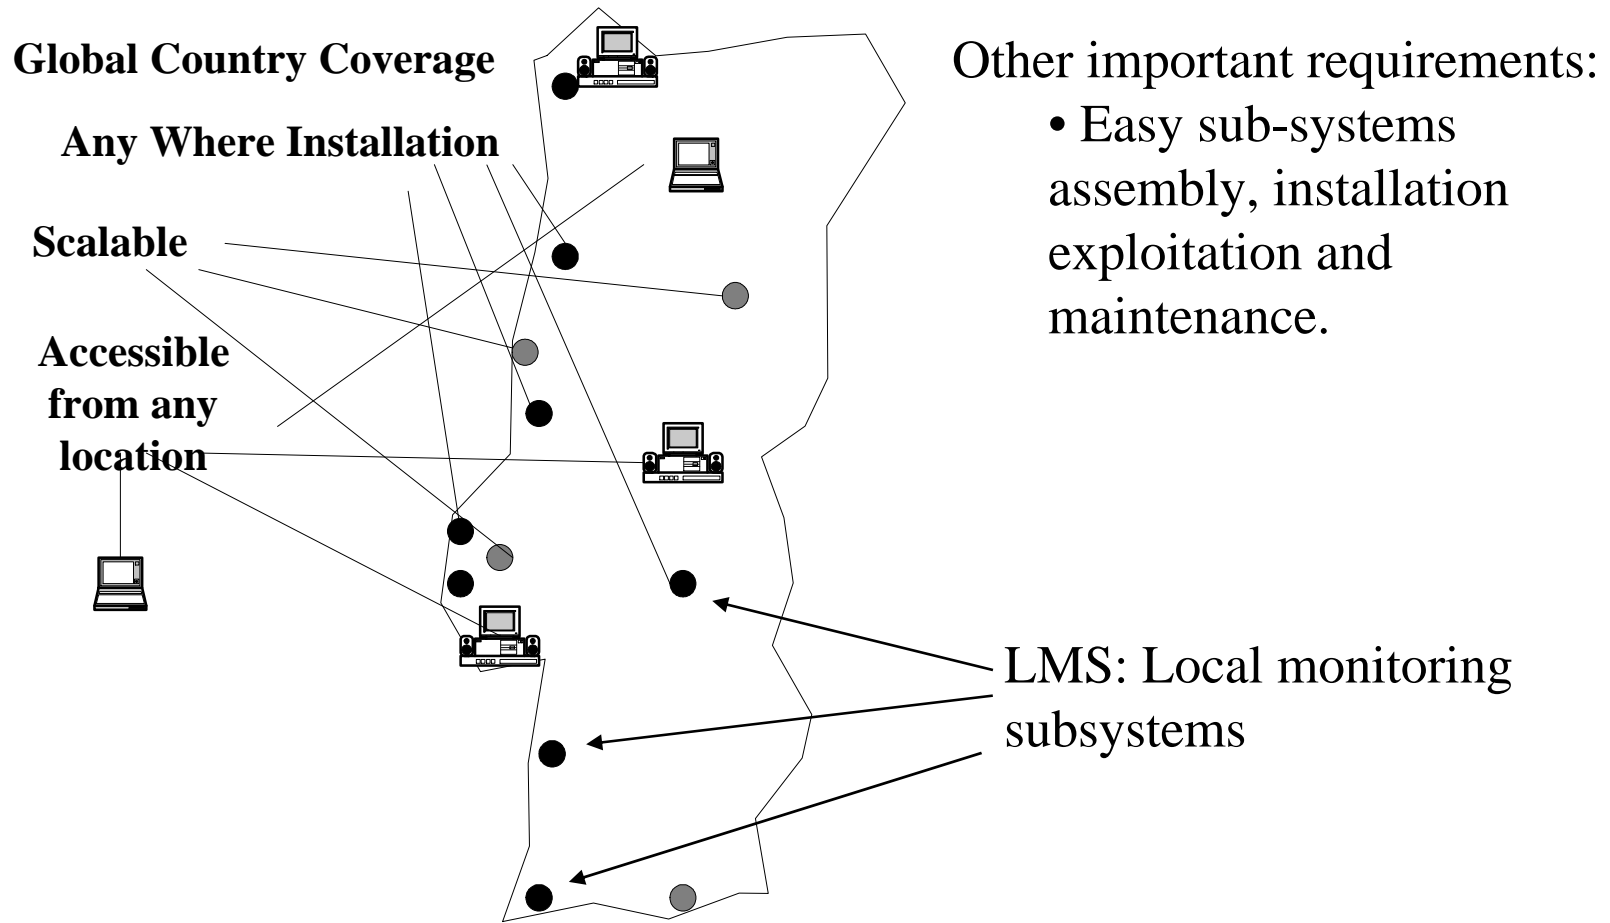 Global Country Coverage
Any Where Installation
Scalable
Accessible
from any
location
Other important requirements:
• Easy sub-systems
assembly, installation
exploitation and
maintenance.
LMS: Local monitoring
subsystems